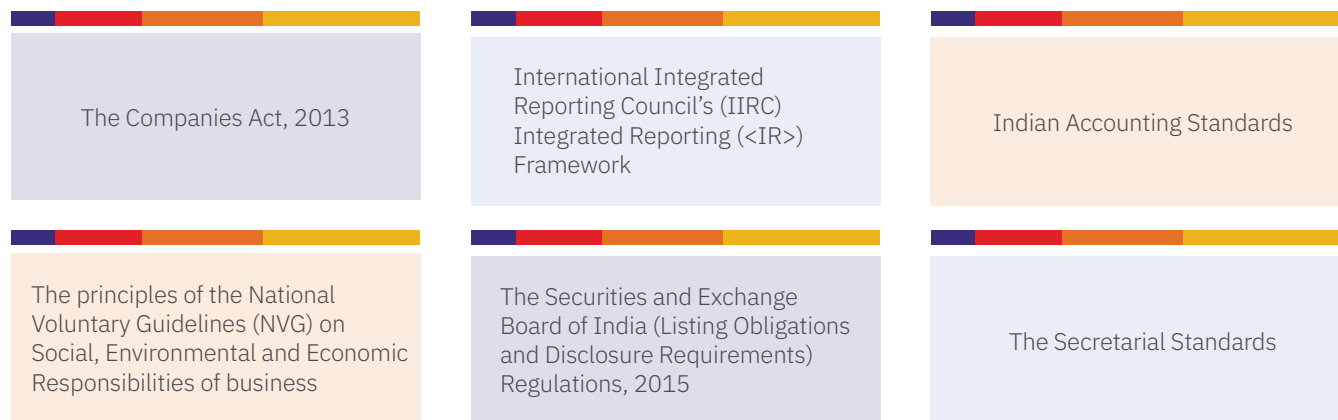 The Companies Act, 2013
International Integrated
Reporting Council’s (IIRC)
Integrated Reporting (<IR>)
Framework
Indian Accounting Standards
The principles of the National
Voluntary Guidelines (NVG) on
Social, Environmental and Economic
Responsibilities of business
The Securities and Exchange
Board of India (Listing Obligations
and Disclosure Requirements)
Regulations, 2015
The Secretarial Standards